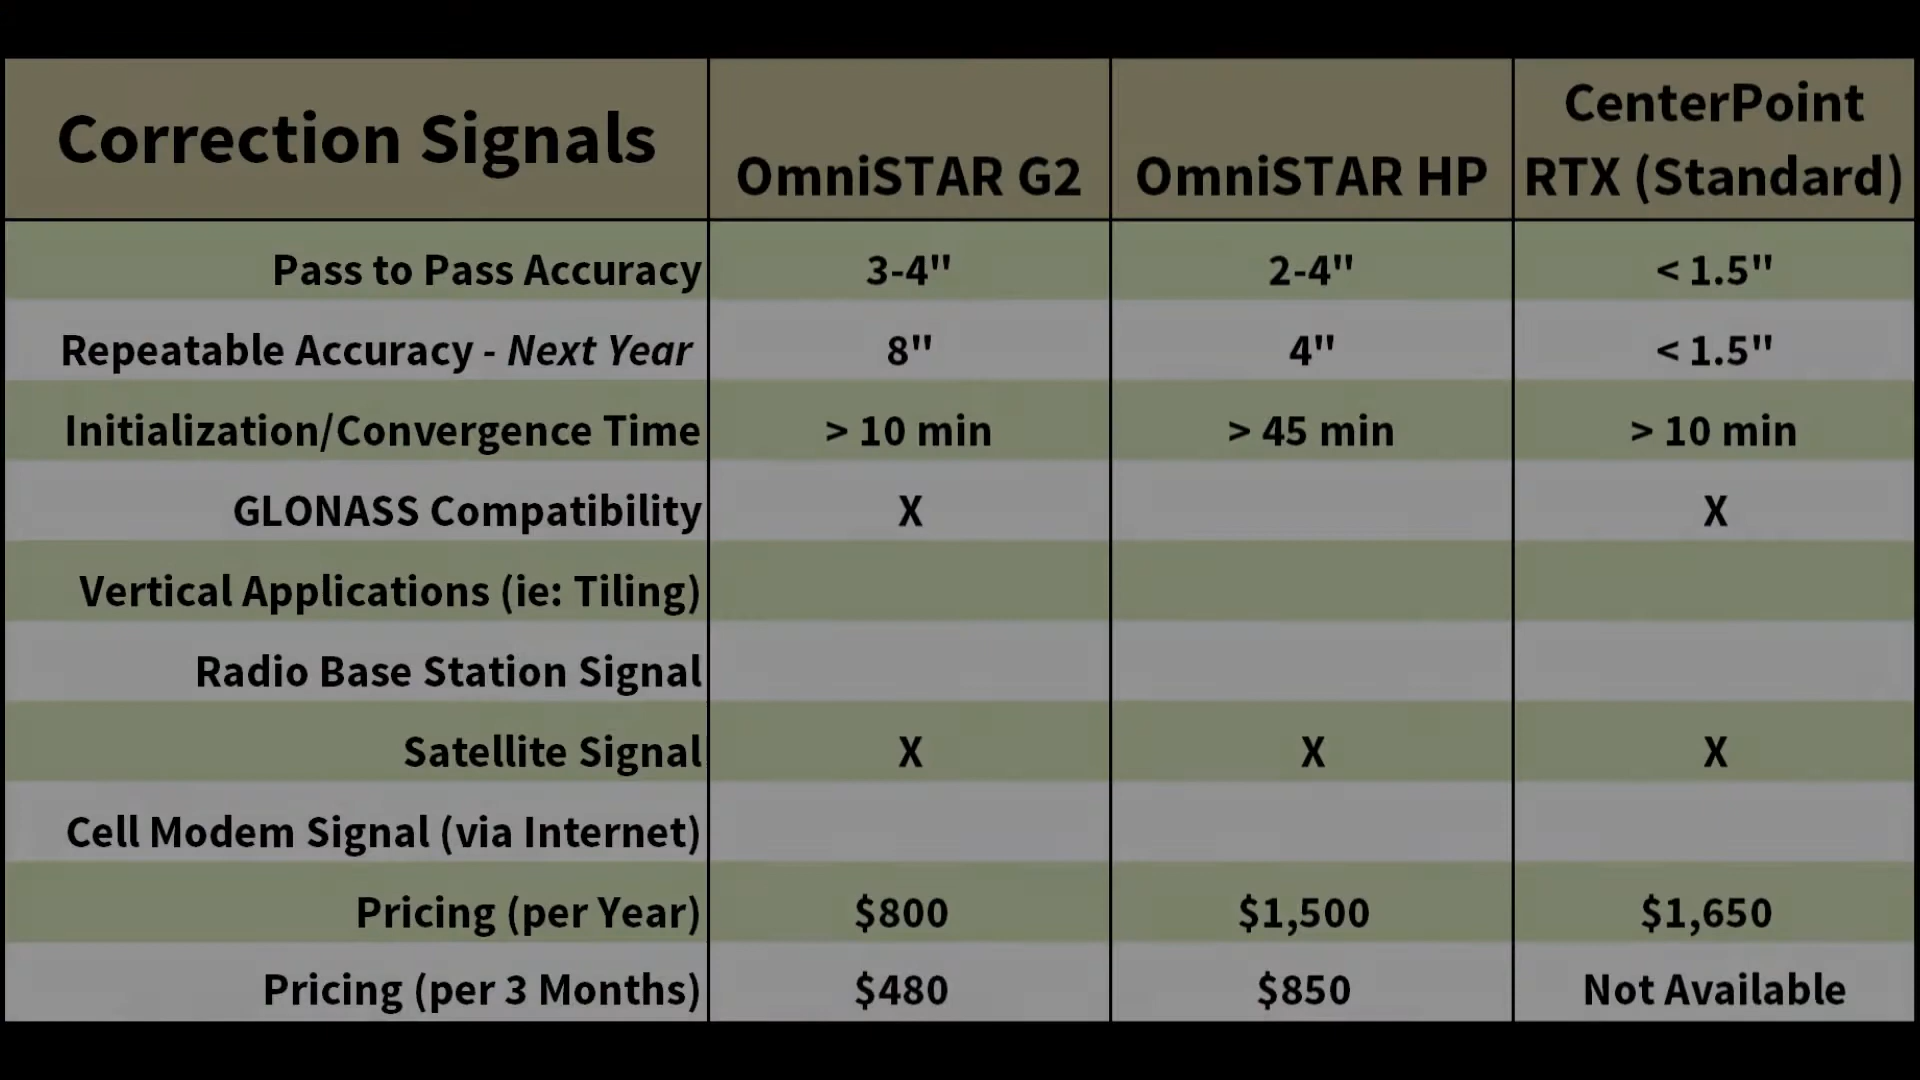 Correction Signals
OmniSTAR G2
OmniSTAR HP
CenterPoint
RTX (Standard)
Pass to Pass Accuracy 3-4" 2-4" < 1.5"
Repeatable Accuracy - Next Year 8" 4" < 1.5"
Initialization/Convergence Time > 10 min > 45 min > 10 min
GLONASS Compatibility X X
Vertical Applications (ie: Tiling)
Radio Base Station Signal
Satellite Signal X X X
Cell Modem Signal (via Internet)
Pricing (per Year) $800 $1,500 $1,650
Pricing (per 3 Months) $480 $850 Not Available